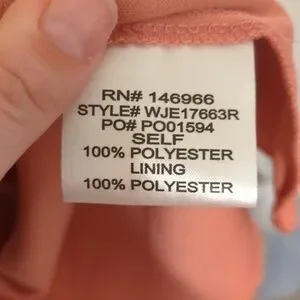 RN# 146966
STYLE# WJE17663R
PO# PO01594
SELF
100% POLYESTER
LINING
100% POLYESTER